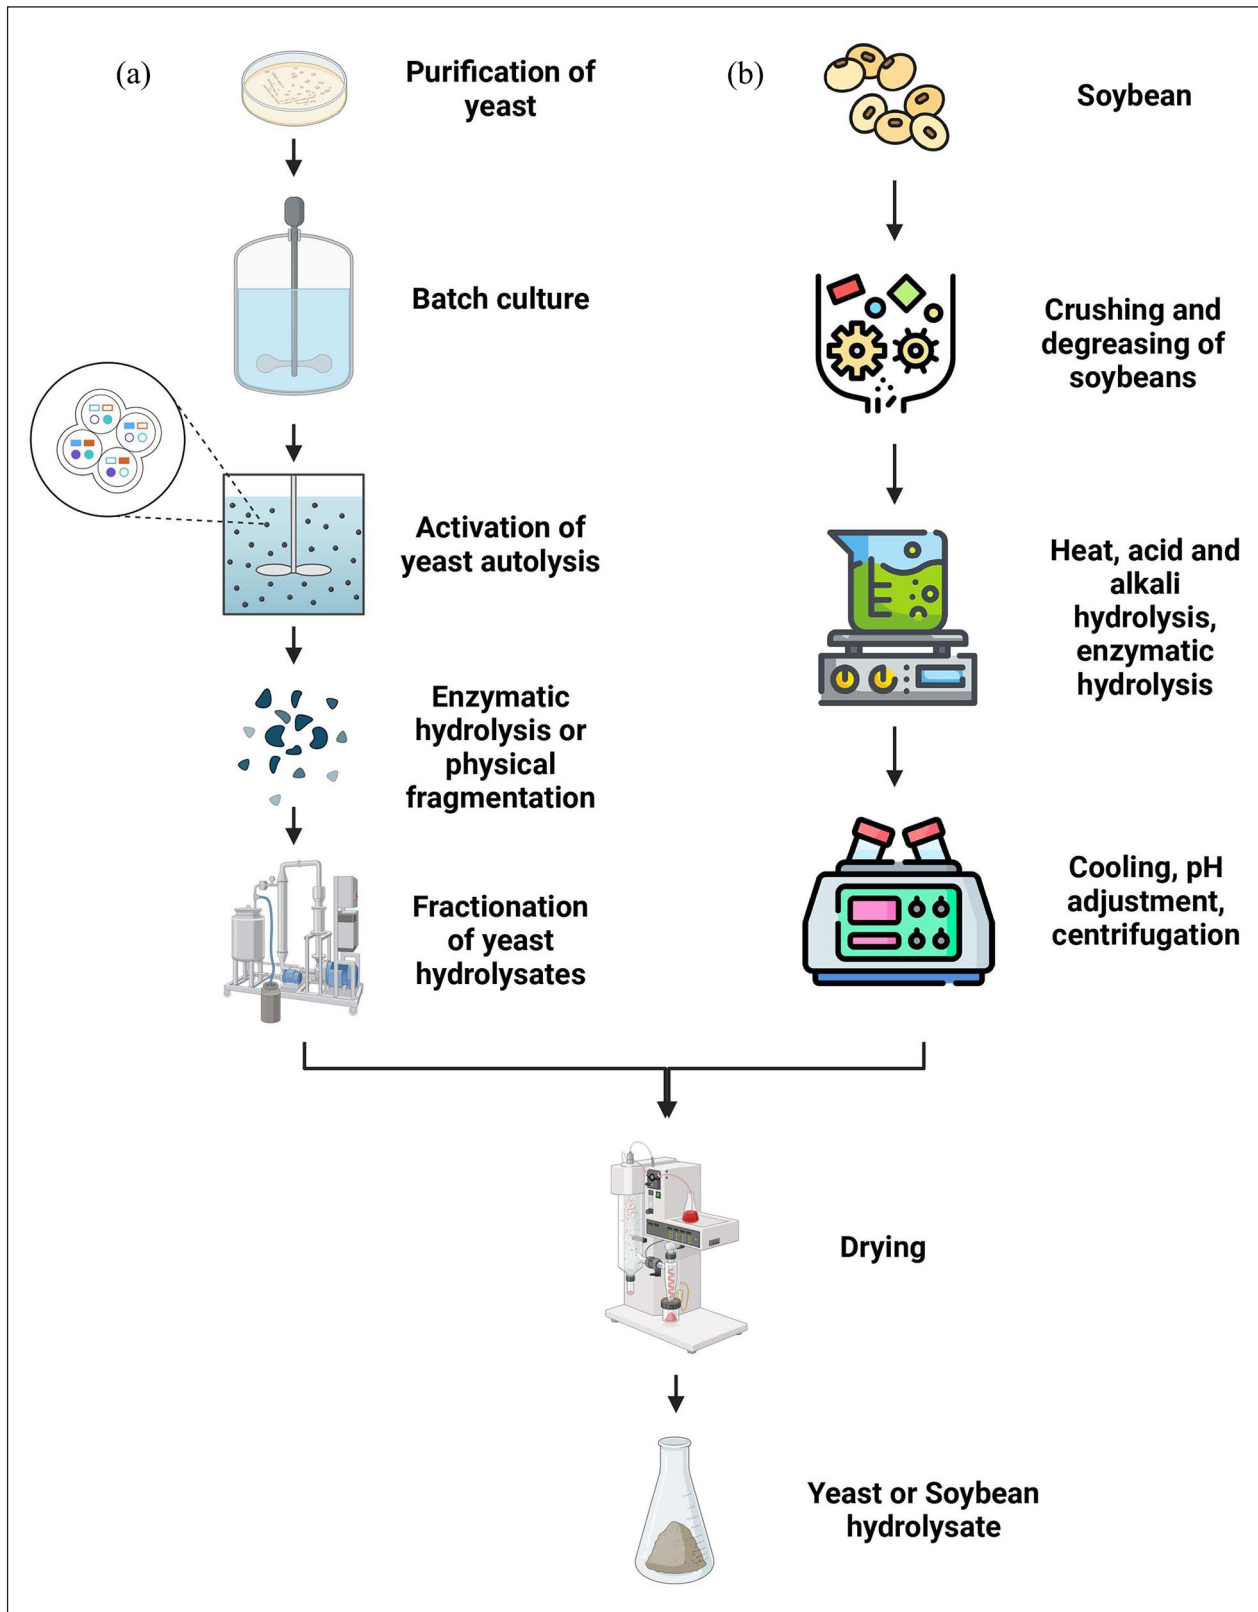 (a)
Purification of
yeast
Batch culture
Activation of
yeast autolysis
Enzymatic
hydrolysis or
physical
fragmentation
Fractionation
of yeast
hydrolysates
(b)
Soybean
Crushing and
degreasing of
soybeans
Heat, acid and
alkali
hydrolysis,
enzymatic
hydrolysis
Cooling, pH
adjustment,
centrifugation
Drying
Yeast or Soybean
hydrolysate